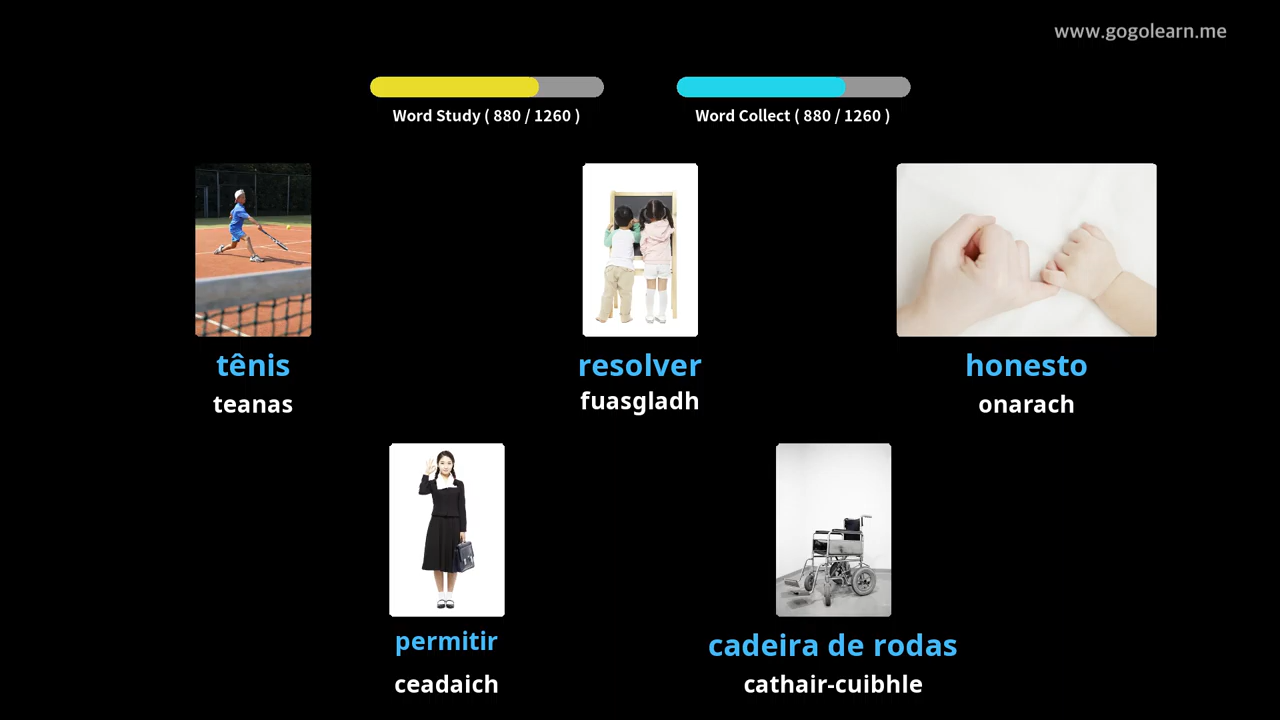 www.gogolearn.me
Word Study ( 880 / 1260 )
Word Collect ( 880 / 1260 )
tênis
teanas
resolver
fuasgladh
honesto
onarach
permitir
ceadaich
cadeira de rodas
cathair-cuibhle